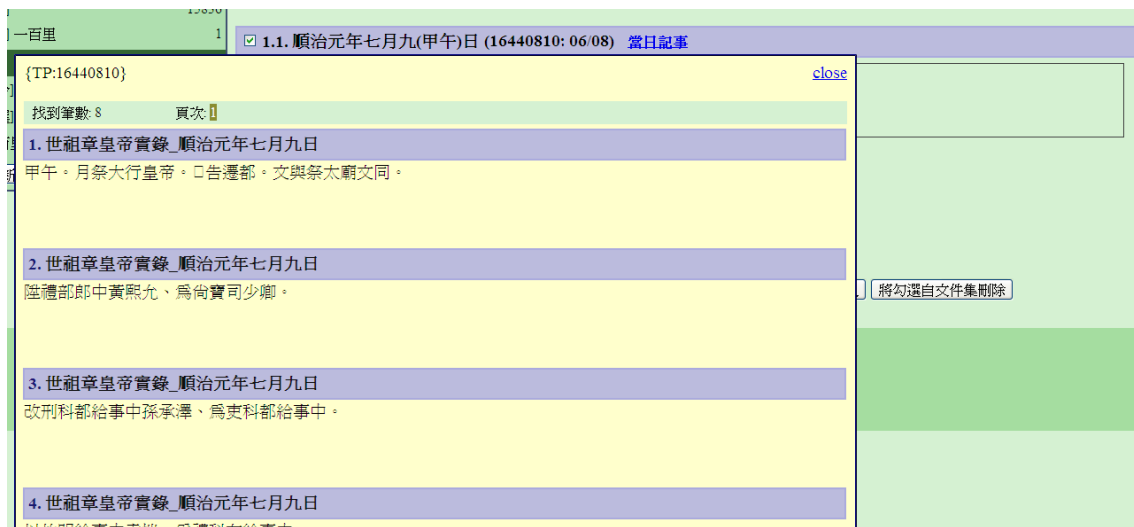 一百里 1
1.1. 順治元年七月九(甲午)日 (16440810: 06/08) 當日記事
{TP:16440810} close
找到筆數: 8 頁次: 1
1. 世祖章皇帝實錄_順治元年七月九日
甲午。月祭大行皇帝。□告遷都。文與祭太廟文同。
2. 世祖章皇帝實錄_順治元年七月九日
陞禮部郎中黃熙允、爲尙寶司少卿。
將勾選自文件集刪除
3. 世祖章皇帝實錄_順治元年七月九日
改刑科都給事中孫承澤、爲吏科都給事中。
4. 世祖章皇帝實錄_順治元年七月九日